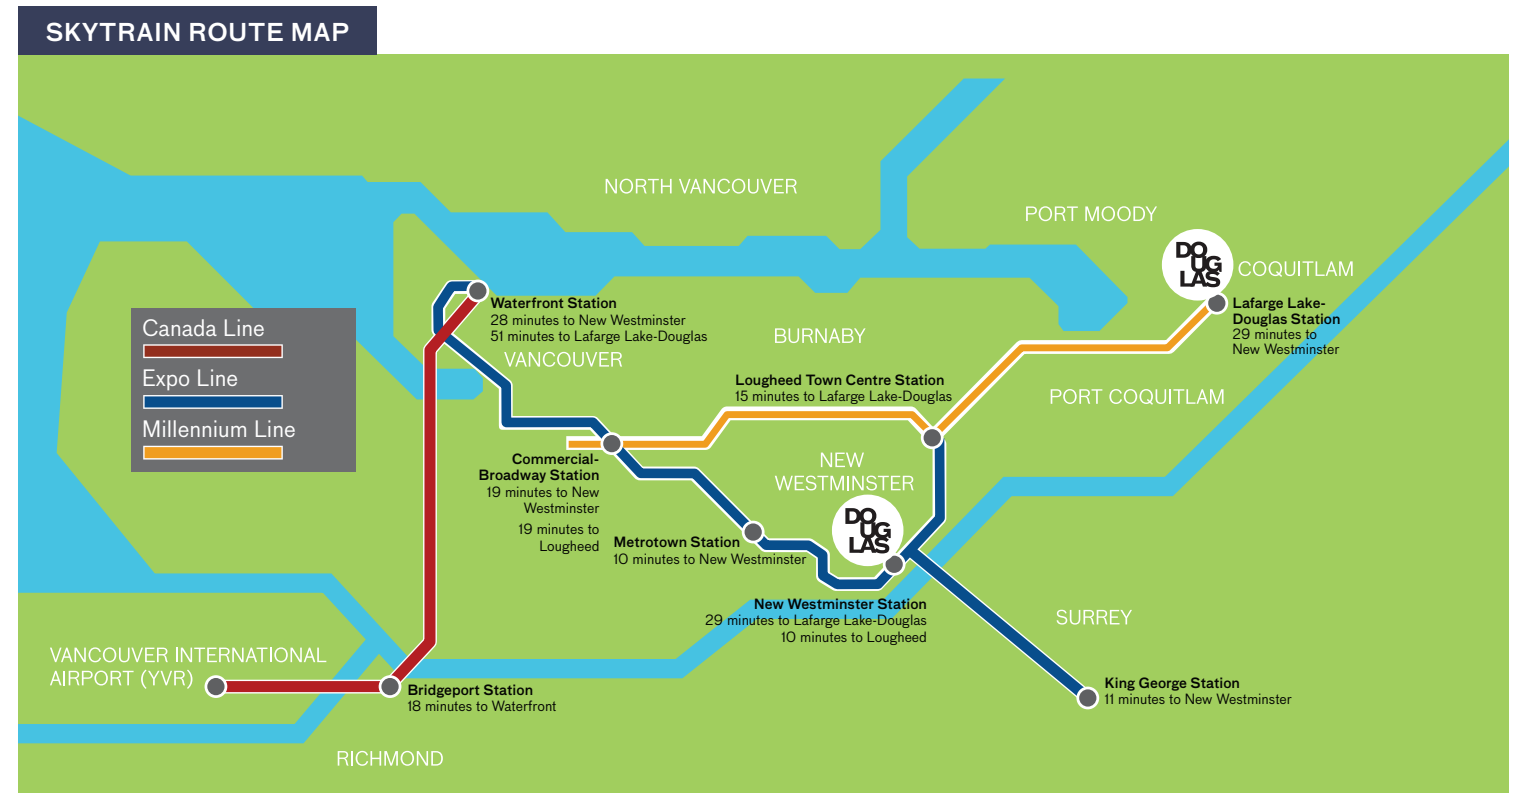 SKYTRAIN ROUTE MAP
NORTH VANCOUVER
PORT MOODY
DO
UG
LAS
COQUITLAM
Lafarge Lake-
Douglas Station
29 minutes to
New Westminster
Waterfront Station
28 minutes to New Westminster
51 minutes to Lafarge Lake-Douglas
Canada Line
Expo Line
Millennium Line
BURNABY
VANCOUVER
Lougheed Town Centre Station
15 minutes to Lafarge Lake-Douglas
PORT COQUITLAM
Commercial-
Broadway Station
19 minutes to New
Westminster
19 minutes to
Lougheed
NEW
WESTMINSTER
DO
UG
LAS
Metrotown Station
10 minutes to New Westminster
New Westminster Station
29 minutes to Lafarge Lake-Douglas
10 minutes to Lougheed
SURREY
VANCOUVER INTERNATIONAL
AIRPORT (YVR)
Bridgeport Station
18 minutes to Waterfront
King George Station
11 minutes to New Westminster
RICHMOND